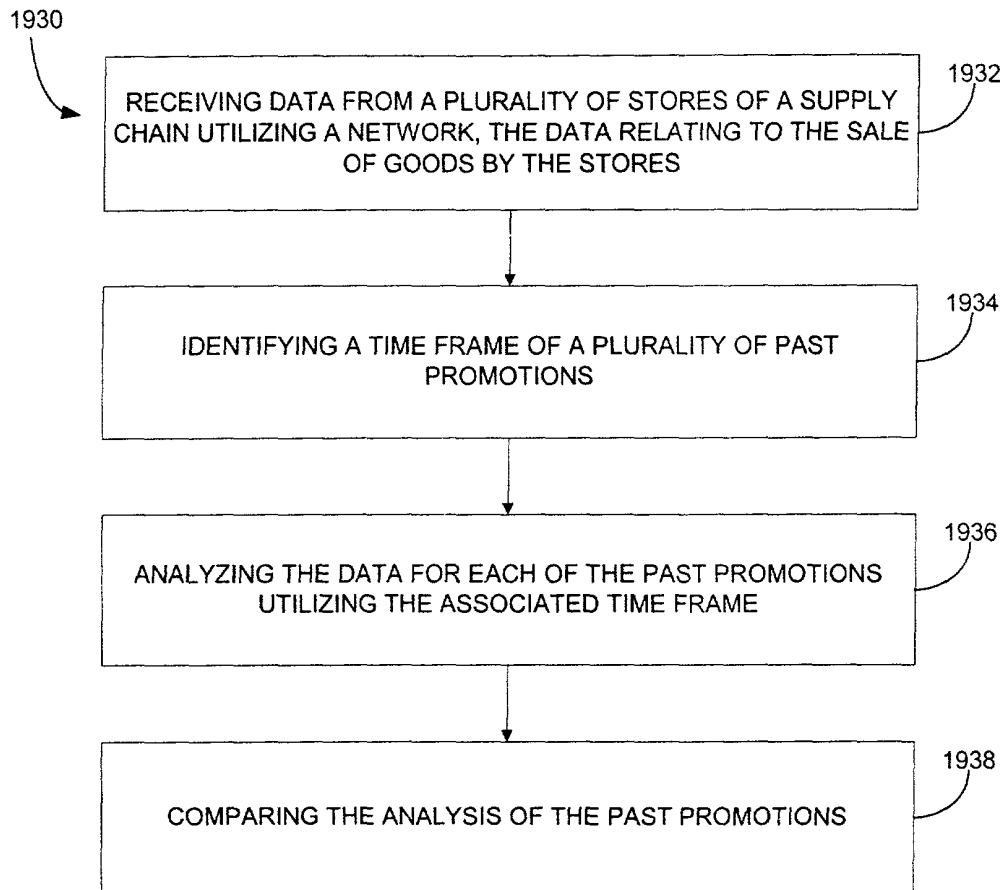 1930
1932
RECEIVING DATA FROM A PLURALITY OF STORES OF A SUPPLY
CHAIN UTILIZING A NETWORK, THE DATA RELATING TO THE SALE
OF GOODS BY THE STORES
1934
IDENTIFYING A TIME FRAME OF A PLURALITY OF PAST
PROMOTIONS
1936
ANALYZING THE DATA FOR EACH OF THE PAST PROMOTIONS
UTILIZING THE ASSOCIATED TIME FRAME
1938
COMPARING THE ANALYSIS OF THE PAST PROMOTIONS